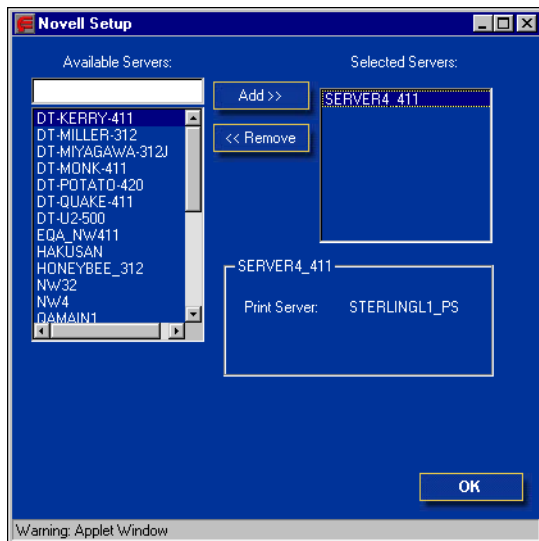 Novell Setup
Available Servers:
Selected Servers:
Add >>
<< Remove
SERVER4_411
DT-KERRY-411
DT-MILLER-312
DT-MIYAGAWA-312J
DT-MONK-411
DT-POTATO-420
DT-QUAKE-411
DT-U2-500
EQA_NW411
HAKUSAN
HONEYBEE_312
NW32
NW4
QAMAIN1
SERVER4_411
Print Server: STERLINGL1_PS
OK
Warning: Applet Window